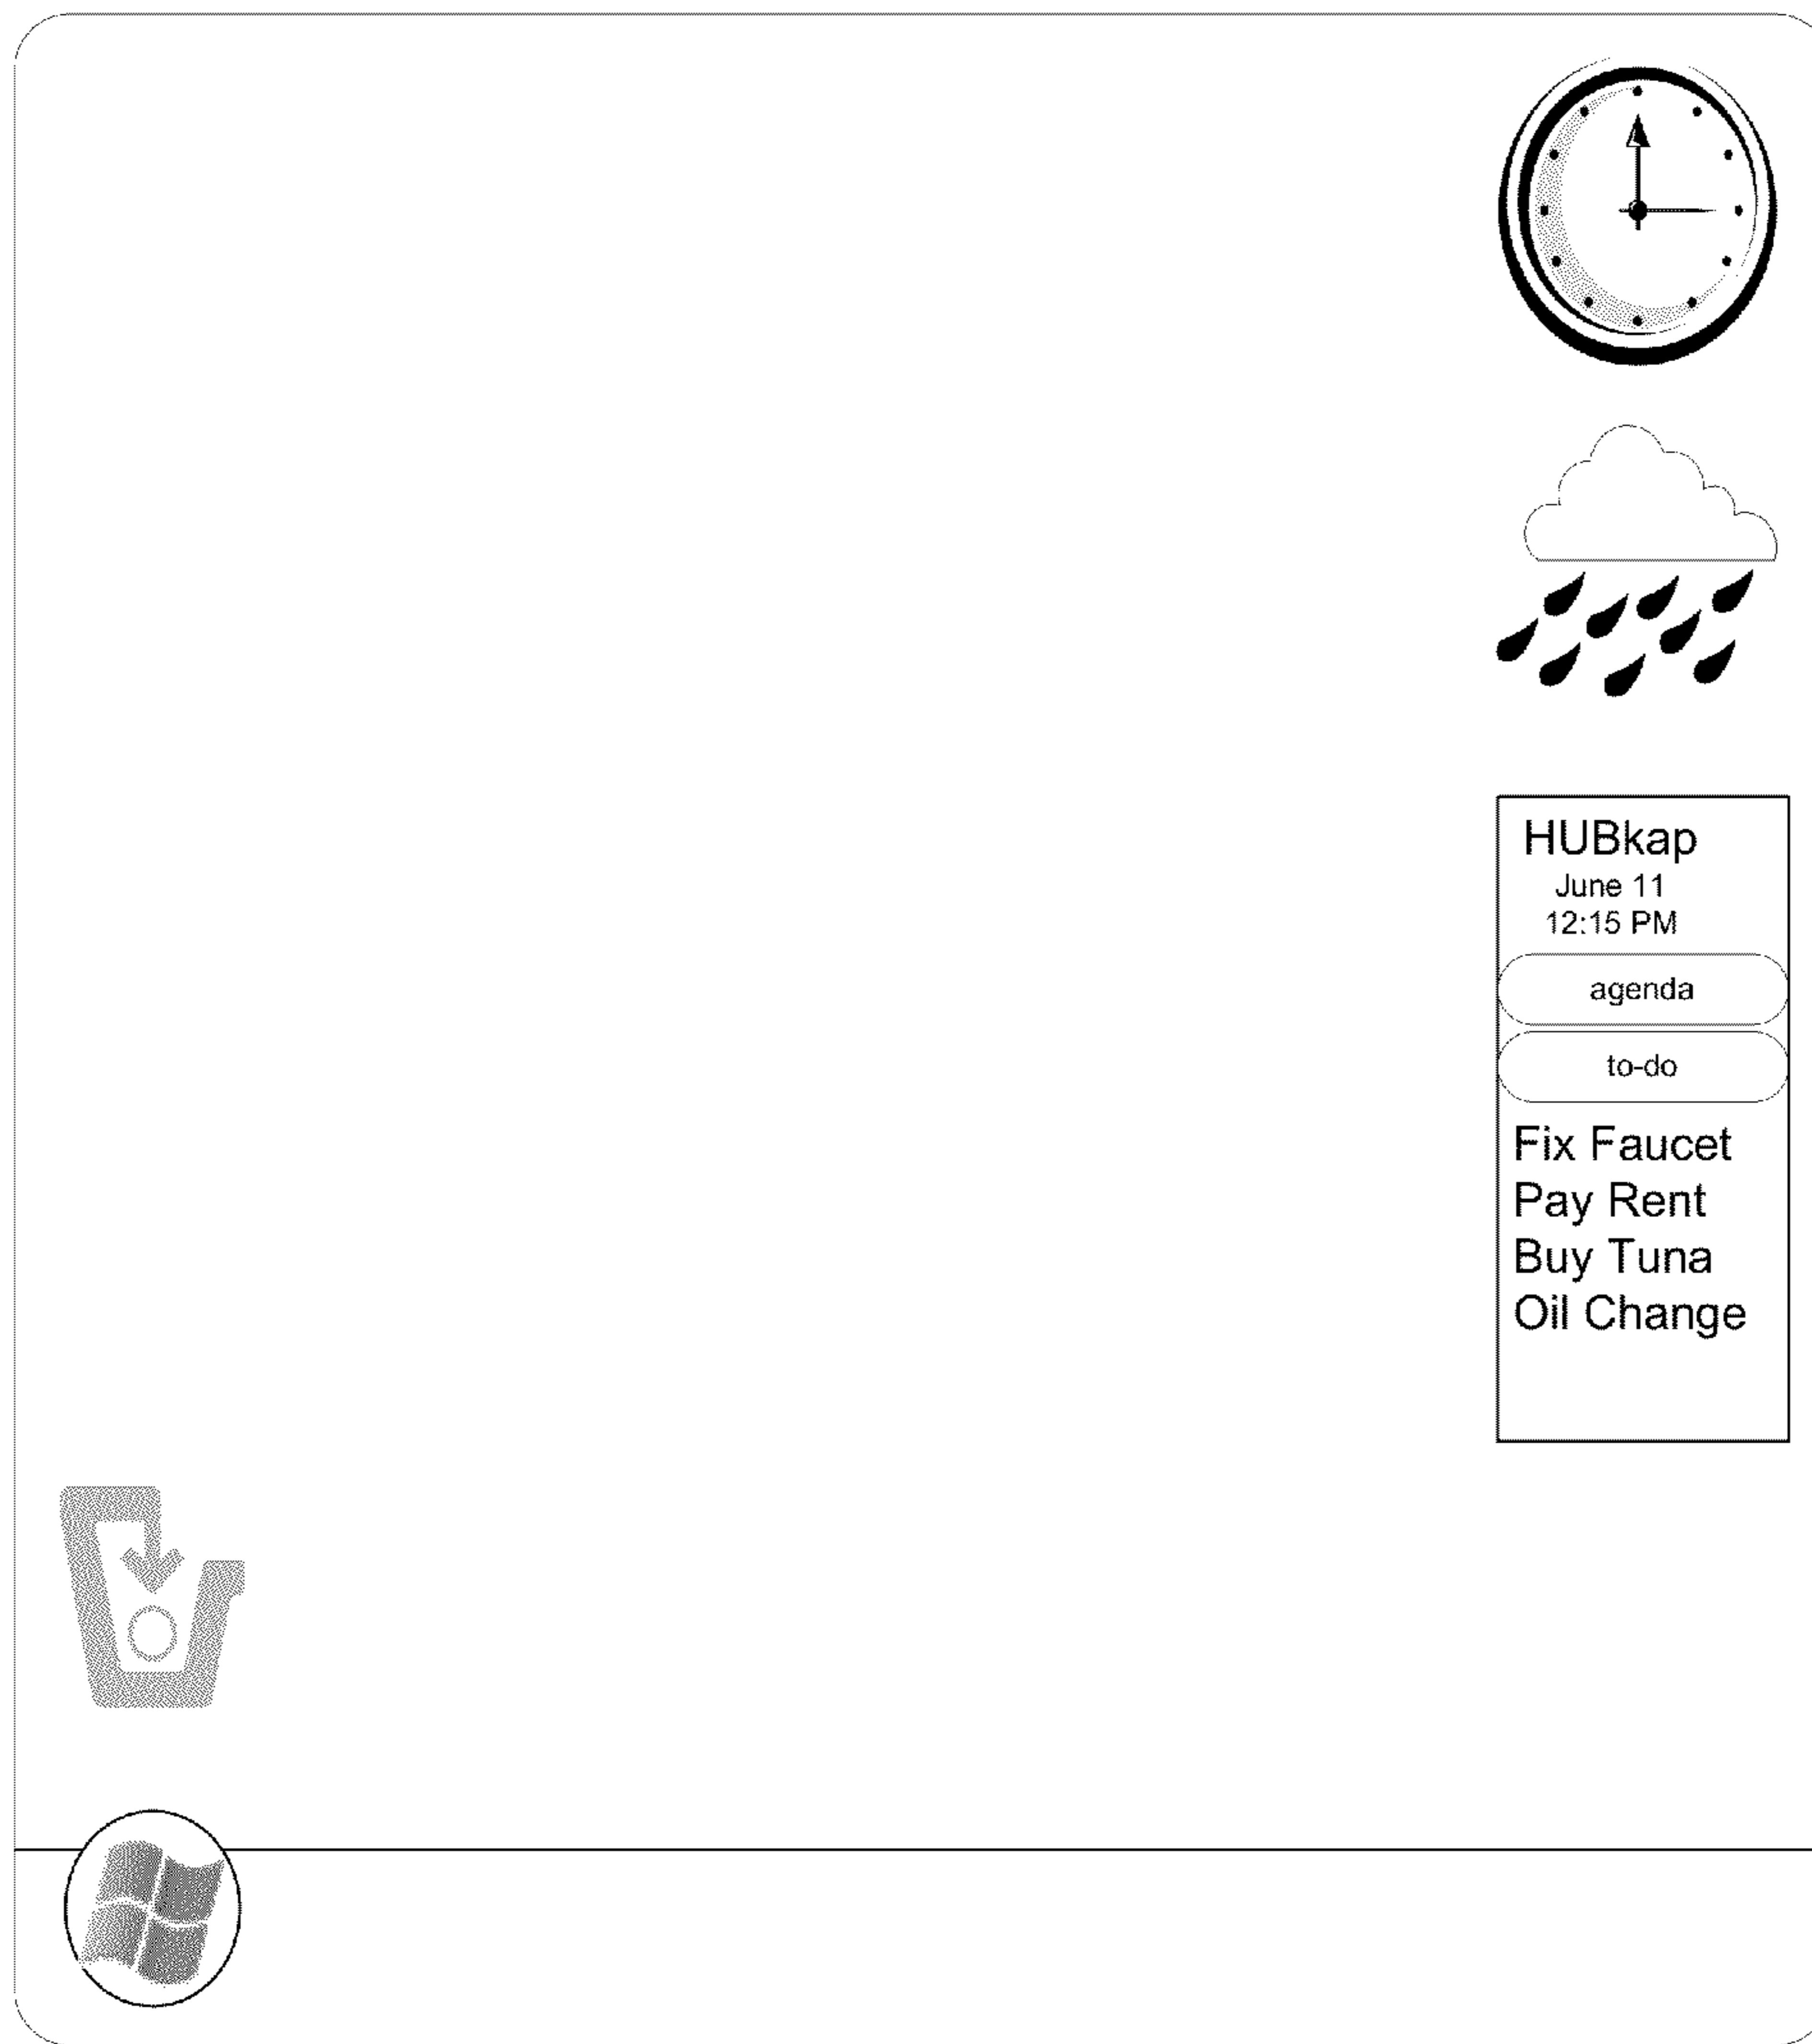 HUBkap
June 11
12:15 PM
agenda
to-do
Fix Faucet
Pay Rent
Buy Tuna
Oil Change